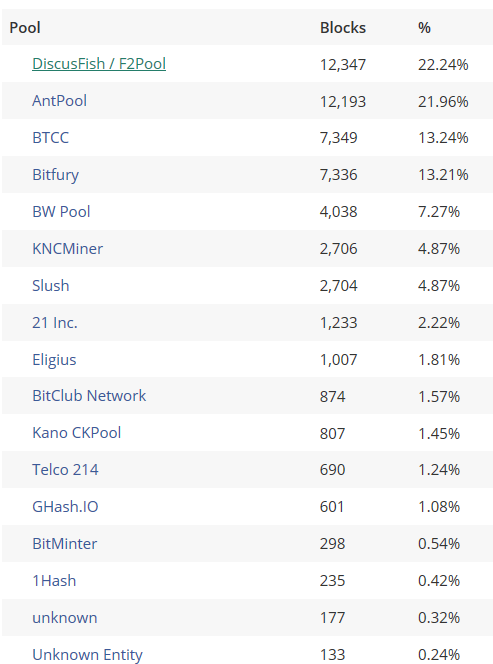 Pool Blocks %
DiscusFish / F2Pool 12,347 22.24%
AntPool 12,193 21.96%
BTCC 7,349 13.24%
Bitfury 7,336 13.21%
BW Pool 4,038 7.27%
KNCMiner 2,706 4.87%
Slush 2,704 4.87%
21 Inc. 1,233 2.22%
Eligius 1,007 1.81%
BitClub Network 874 1.57%
Kano CKPool 807 1.45%
Telco 214 690 1.24%
GHash.IO 601 1.08%
BitMinter 298 0.54%
1Hash 235 0.42%
unknown 177 0.32%
Unknown Entity 133 0.24%